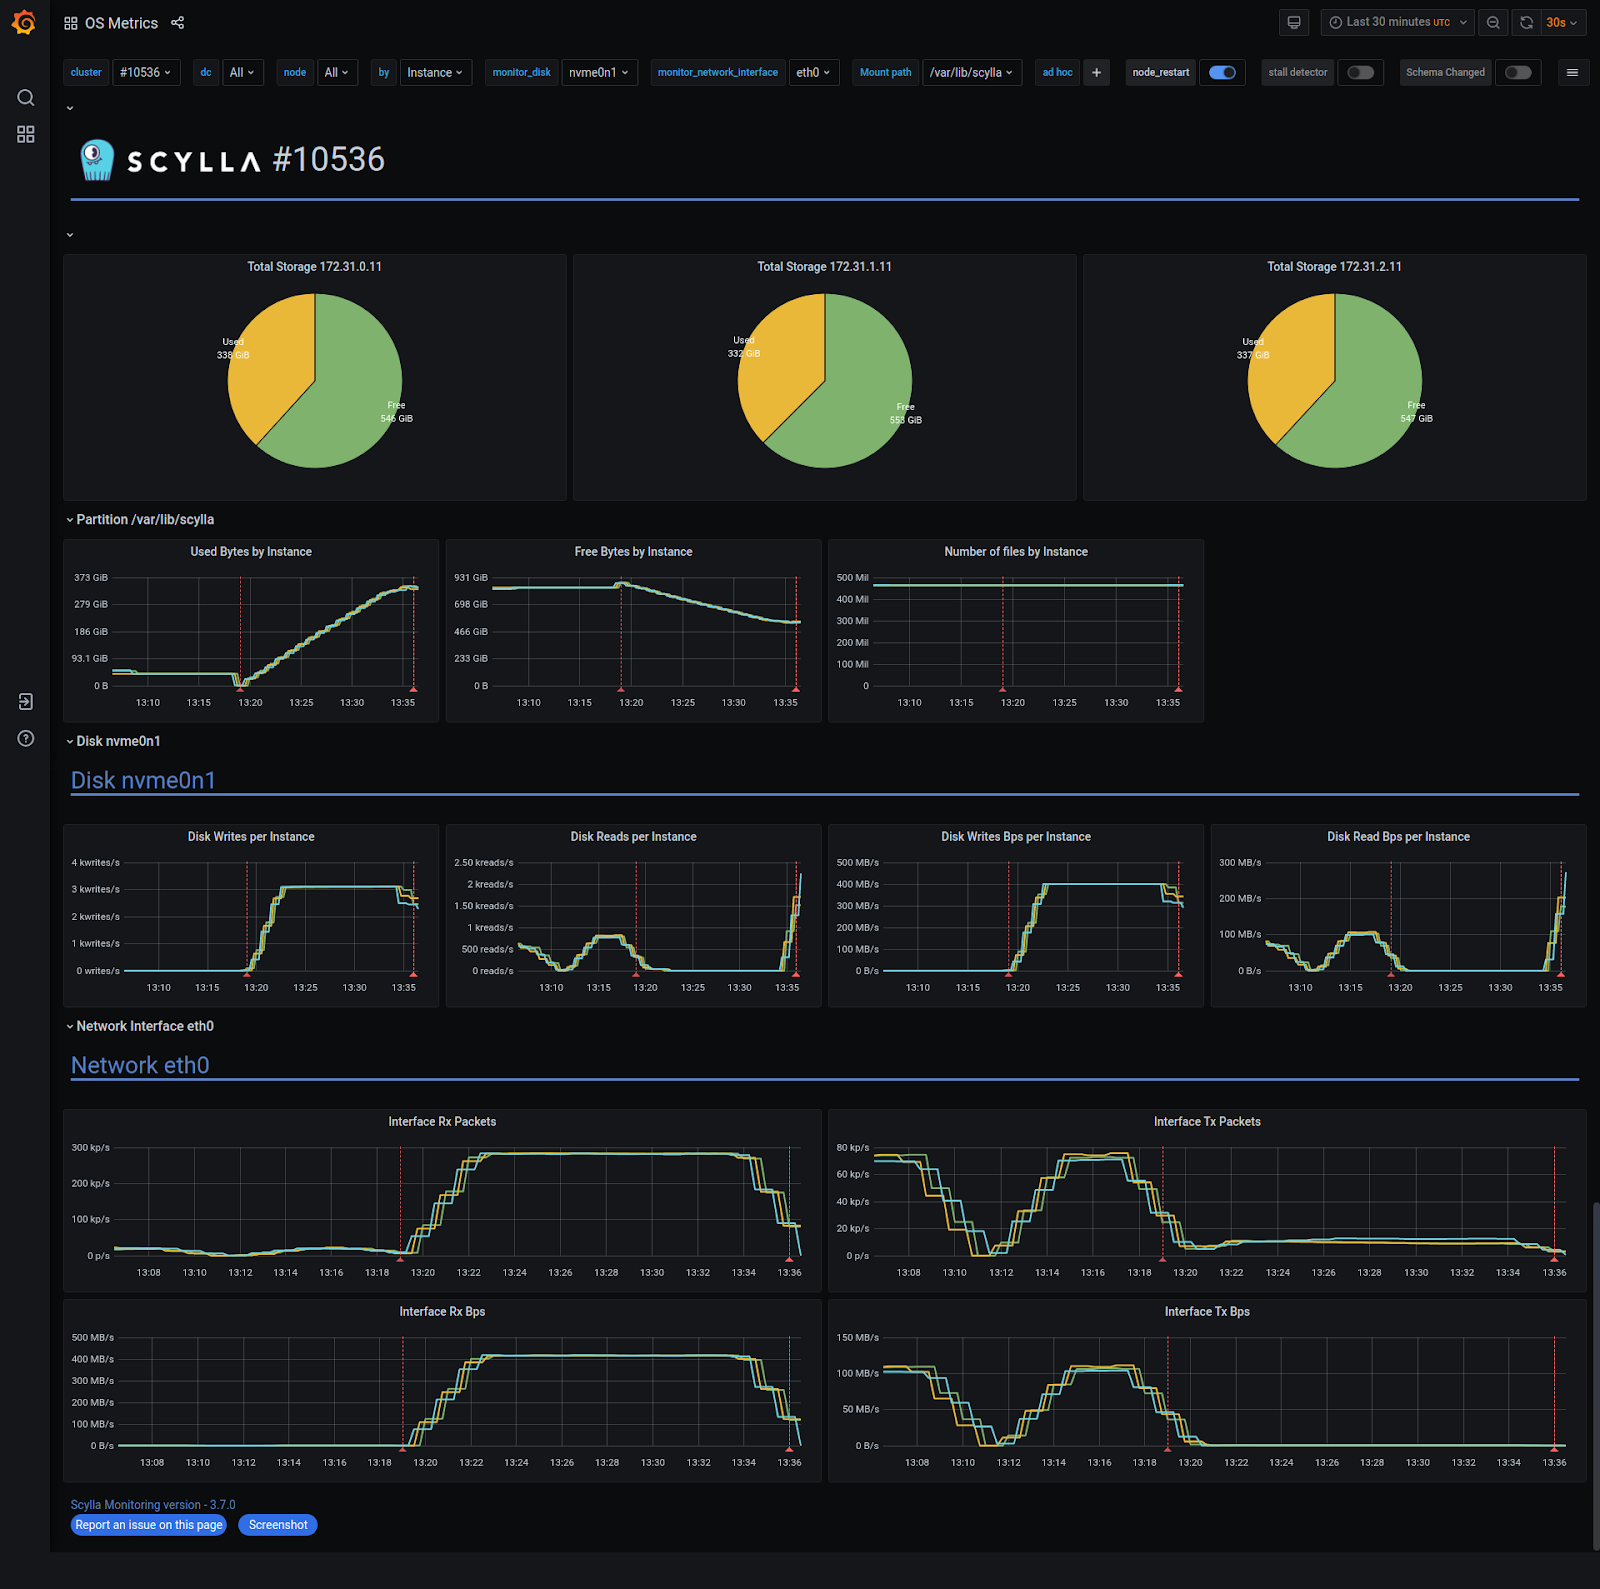 OS Metrics
Last 30 minutes UTC
30s
cluster #10536 dc All node All by Instance monitor_disk nvme0n1 monitor_network_interface eth0 Mount path /var/lib/scylla ad hoc + node_restart stall detector Schema Changed
SCYLLA #10536
Total Storage 172.31.0.11
Used
338 GiB
Free
546 GiB
Total Storage 172.31.1.11
Used
332 GiB
Free
553 GiB
Total Storage 172.31.2.11
Used
337 GiB
Free
547 GiB
Partition /var/lib/scylla
Used Bytes by Instance
373 GiB
279 GiB
186 GiB
93.1 GiB
0 B
13:10 13:15 13:20 13:25 13:30 13:35
Free Bytes by Instance
931 GiB
698 GiB
466 GiB
233 GiB
0 B
13:10 13:15 13:20 13:25 13:30 13:35
Number of files by Instance
500 Mil
400 Mil
300 Mil
200 Mil
100 Mil
0
13:10 13:15 13:20 13:25 13:30 13:35
Disk nvme0n1
Disk nvme0n1
Disk Writes per Instance
4 kwrites/s
3 kwrites/s
2 kwrites/s
1 kwrites/s
0 writes/s
13:10 13:15 13:20 13:25 13:30 13:35
Disk Reads per Instance
2.50 kreads/s
2 kreads/s
1.50 kreads/s
1 kreads/s
500 reads/s
0 reads/s
13:10 13:15 13:20 13:25 13:30 13:35
Disk Writes Bps per Instance
500 MB/s
400 MB/s
300 MB/s
200 MB/s
100 MB/s
0 B/s
13:10 13:15 13:20 13:25 13:30 13:35
Disk Read Bps per Instance
300 MB/s
200 MB/s
100 MB/s
0 B/s
13:10 13:15 13:20 13:25 13:30 13:35
Network Interface eth0
Network eth0
Interface Rx Packets
300 kp/s
200 kp/s
100 kp/s
0 p/s
13:08 13:10 13:12 13:14 13:16 13:18 13:20 13:22 13:24 13:26 13:28 13:30 13:32 13:34 13:36
Interface Tx Packets
80 kp/s
60 kp/s
40 kp/s
20 kp/s
0 p/s
13:08 13:10 13:12 13:14 13:16 13:18 13:20 13:22 13:24 13:26 13:28 13:30 13:32 13:34 13:36
Interface Rx Bps
500 MB/s
400 MB/s
300 MB/s
200 MB/s
100 MB/s
0 B/s
13:08 13:10 13:12 13:14 13:16 13:18 13:20 13:22 13:24 13:26 13:28 13:30 13:32 13:34 13:36
Interface Tx Bps
150 MB/s
100 MB/s
50 MB/s
0 B/s
13:08 13:10 13:12 13:14 13:16 13:18 13:20 13:22 13:24 13:26 13:28 13:30 13:32 13:34 13:36
Scylla Monitoring version - 3.7.0
Report an issue on this page Screenshot